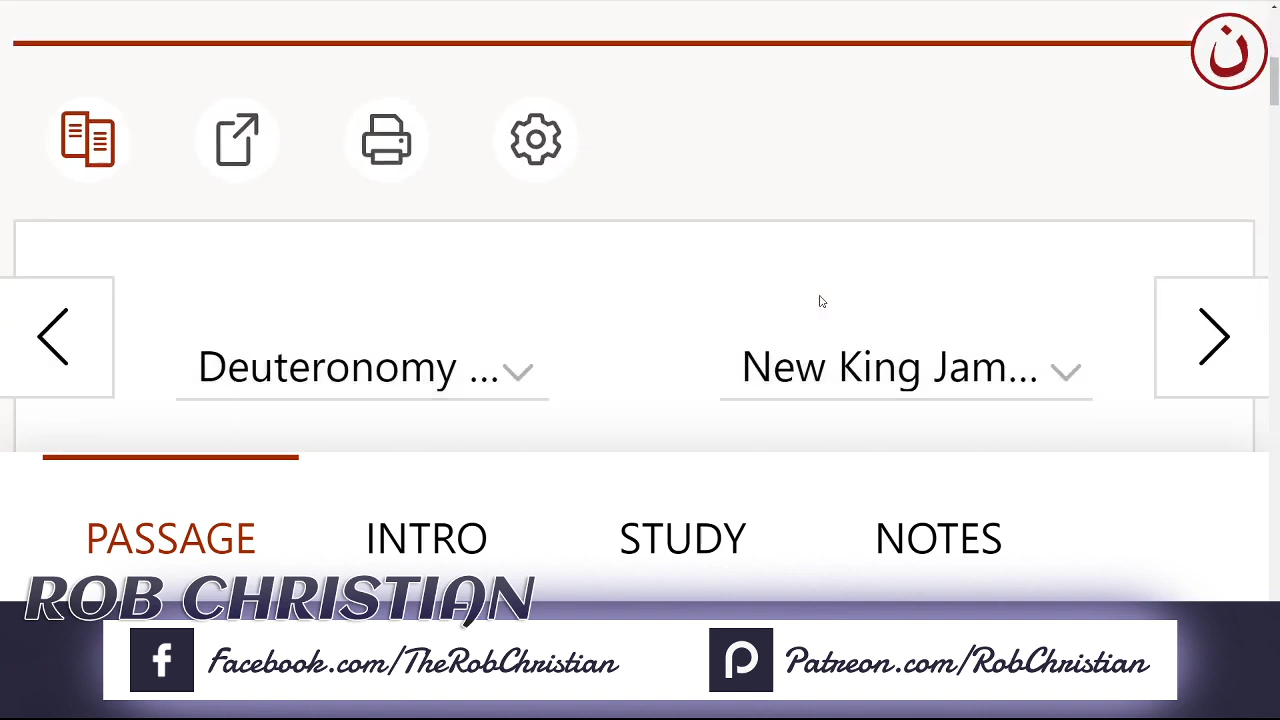 ن
Deuteronomy ...
New King Jam...
PASSAGE
INTRO
STUDY
NOTES
ROB CHRISTIAN
Facebook.com/TheRobChristian
Patreon.com/RobChristian